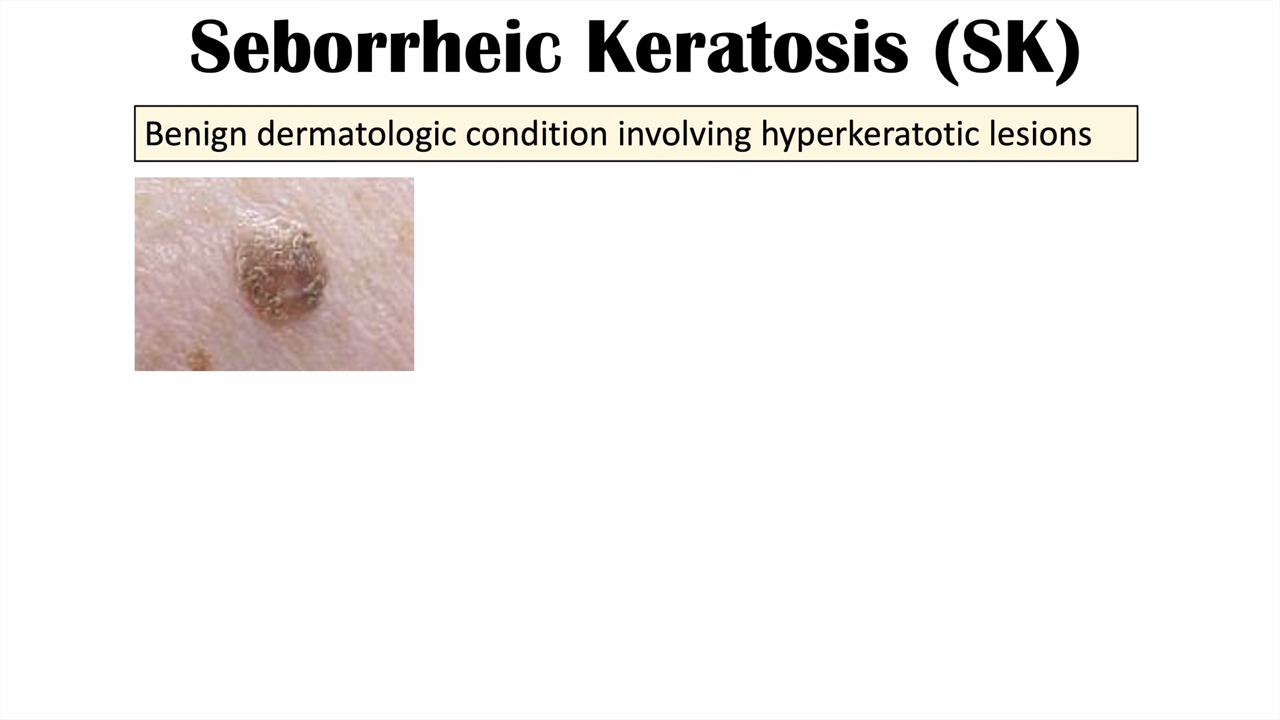 Seborrheic Keratosis (SK)
Benign dermatologic condition involving hyperkeratotic lesions